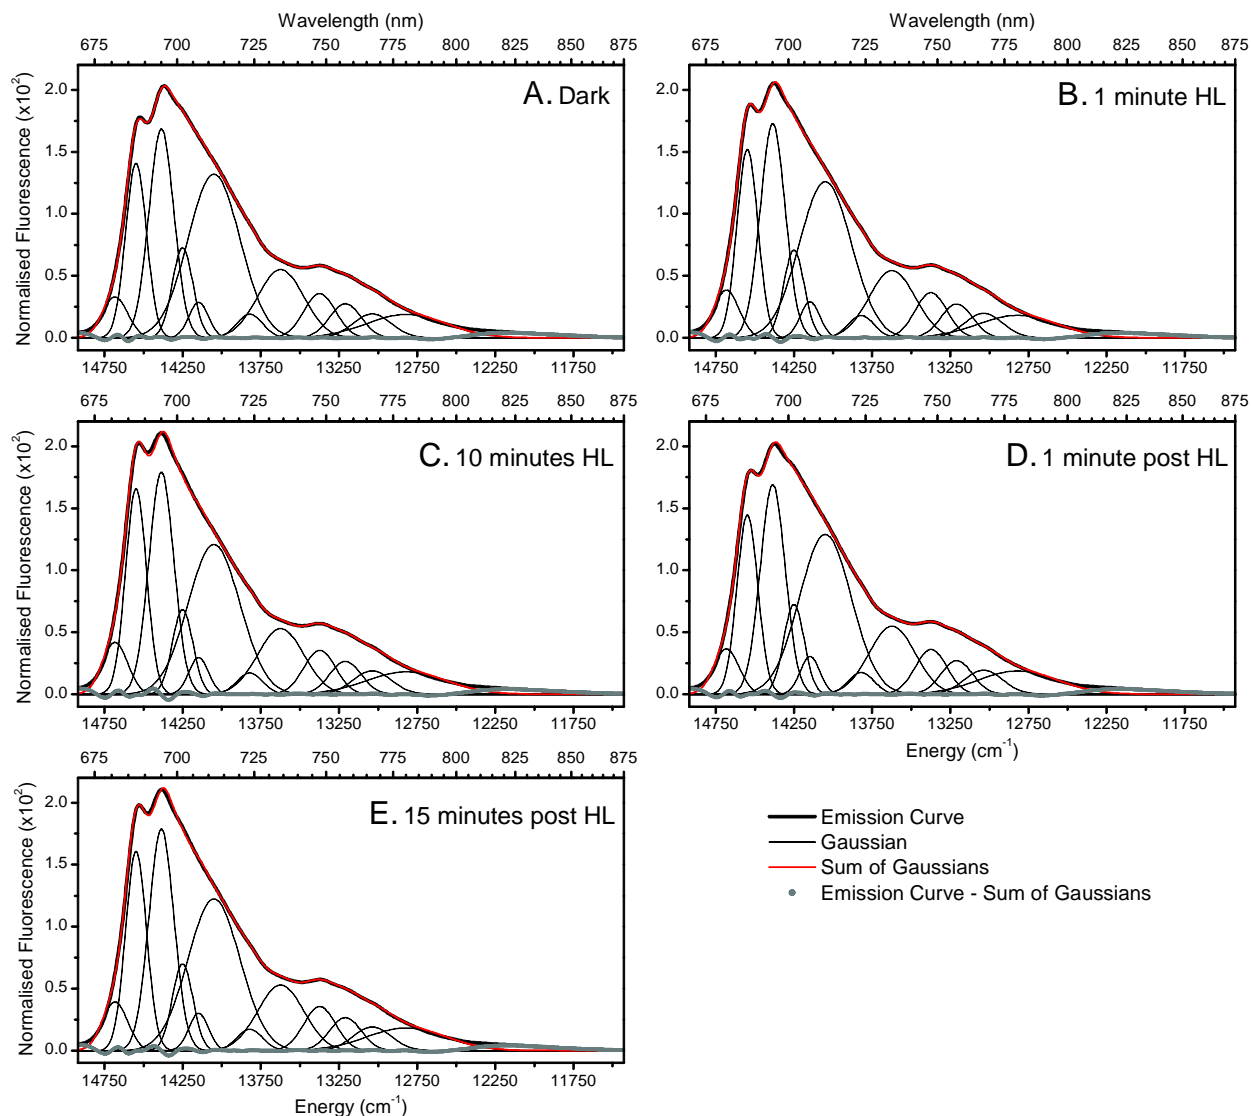 Wavelength (nm)
Wavelength (nm)
675 700 725 750 775 800 825 850 875
675 700 725 750 775 800 825 850 875
A. Dark
B. 1 minute HL
Normalised Fluorescence (x10²)
2.0
1.5
1.0
0.5
0.0
2.0
1.5
1.0
0.5
0.0
14750 14250 13750 13250 12750 12250 11750
14750 14250 13750 13250 12750 12250 11750
675 700 725 750 775 800 825 850 875
675 700 725 750 775 800 825 850 875
C. 10 minutes HL
D. 1 minute post HL
Normalised Fluorescence (x10²)
2.0
1.5
1.0
0.5
0.0
2.0
1.5
1.0
0.5
0.0
14750 14250 13750 13250 12750 12250 11750
14750 14250 13750 13250 12750 12250 11750
Energy (cm⁻¹)
675 700 725 750 775 800 825 850 875
E. 15 minutes post HL
Normalised Fluorescence (x10²)
2.0
1.5
1.0
0.5
0.0
14750 14250 13750 13250 12750 12250 11750
Energy (cm⁻¹)
Emission Curve
Gaussian
Sum of Gaussians
Emission Curve - Sum of Gaussians